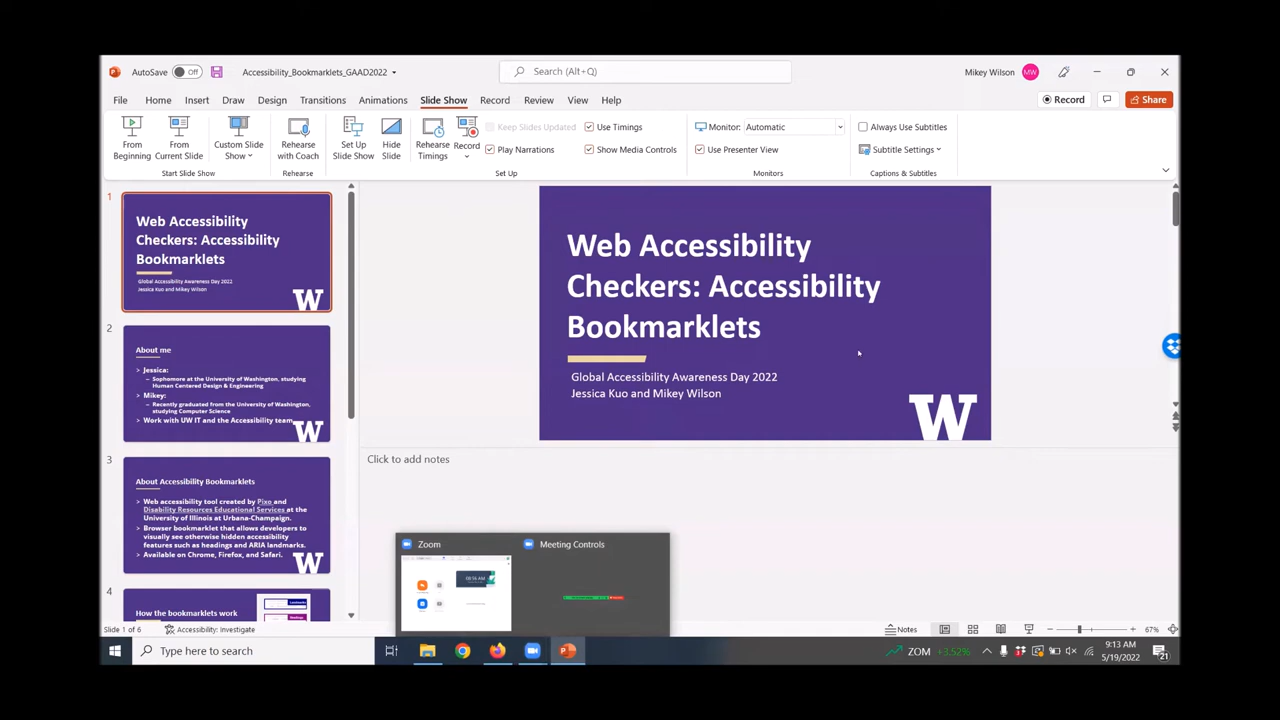 AutoSave Off Accessibility_Bookmarklets_GAAD2022 Search (Alt+Q) Mikey Wilson MW
File Home Insert Draw Design Transitions Animations Slide Show Record Review View Help Record Share
From Beginning
From Current Slide
Custom Slide Show
Start Slide Show
Rehearse with Coach
Rehearse
Set Up Slide Show
Hide Slide
Rehearse Timings
Record
Keep Slides Updated
Use Timings
Play Narrations
Show Media Controls
Set Up
Monitor: Automatic
Use Presenter View
Monitors
Always Use Subtitles
Subtitle Settings
Captions & Subtitles
1
Web Accessibility
Checkers: Accessibility
Bookmarklets
Global Accessibility Awareness Day 2022
Jessica Kuo and Mikey Wilson
W
2
About me
> Jessica:
– Sophomore at the University of Washington, studying
Human Centered Design & Engineering
> Mikey:
– Recently graduated from the University of Washington,
studying Computer Science
> Work with UW IT and the Accessibility team
W
3
About Accessibility Bookmarklets
> Web accessibility tool created by Pixo and
Disability Resources Educational Services at the
University of Illinois at Urbana-Champaign.
> Browser bookmarklet that allows developers to
visually see otherwise hidden accessibility
features such as headings and ARIA landmarks.
> Available on Chrome, Firefox, and Safari.
W
4
How the bookmarklets work
Landmarks
Headings
Web Accessibility
Checkers: Accessibility
Bookmarklets
Global Accessibility Awareness Day 2022
Jessica Kuo and Mikey Wilson
W
Click to add notes
Zoom
08:56 AM
Meeting Controls
Slide 1 of 6 Accessibility: Investigate Notes 67%
Type here to search
ZOM +3.52%
9:13 AM
5/19/2022
21